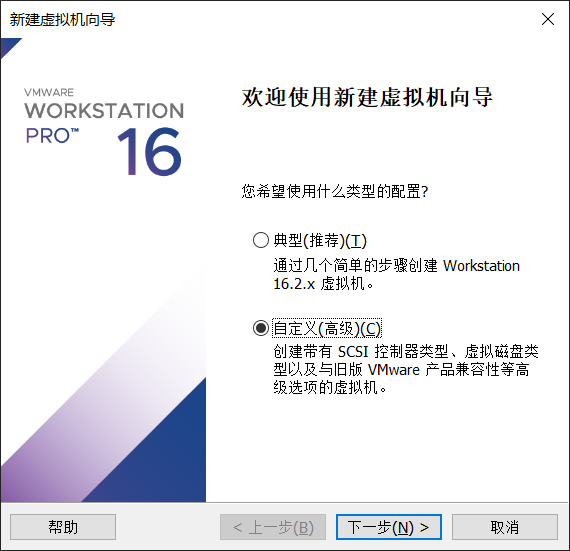 新建虚拟机向导
VMWARE
WORKSTATION
PRO™ 16
欢迎使用新建虚拟机向导
您希望使用什么类型的配置?
典型(推荐)(T)
通过几个简单的步骤创建 Workstation
16.2.x 虚拟机。
自定义(高级)(C)
创建带有 SCSI 控制器类型、虚拟磁盘类
型以及与旧版 VMware 产品兼容性等高
级选项的虚拟机。
帮助
< 上一步(B)
下一步(N) >
取消